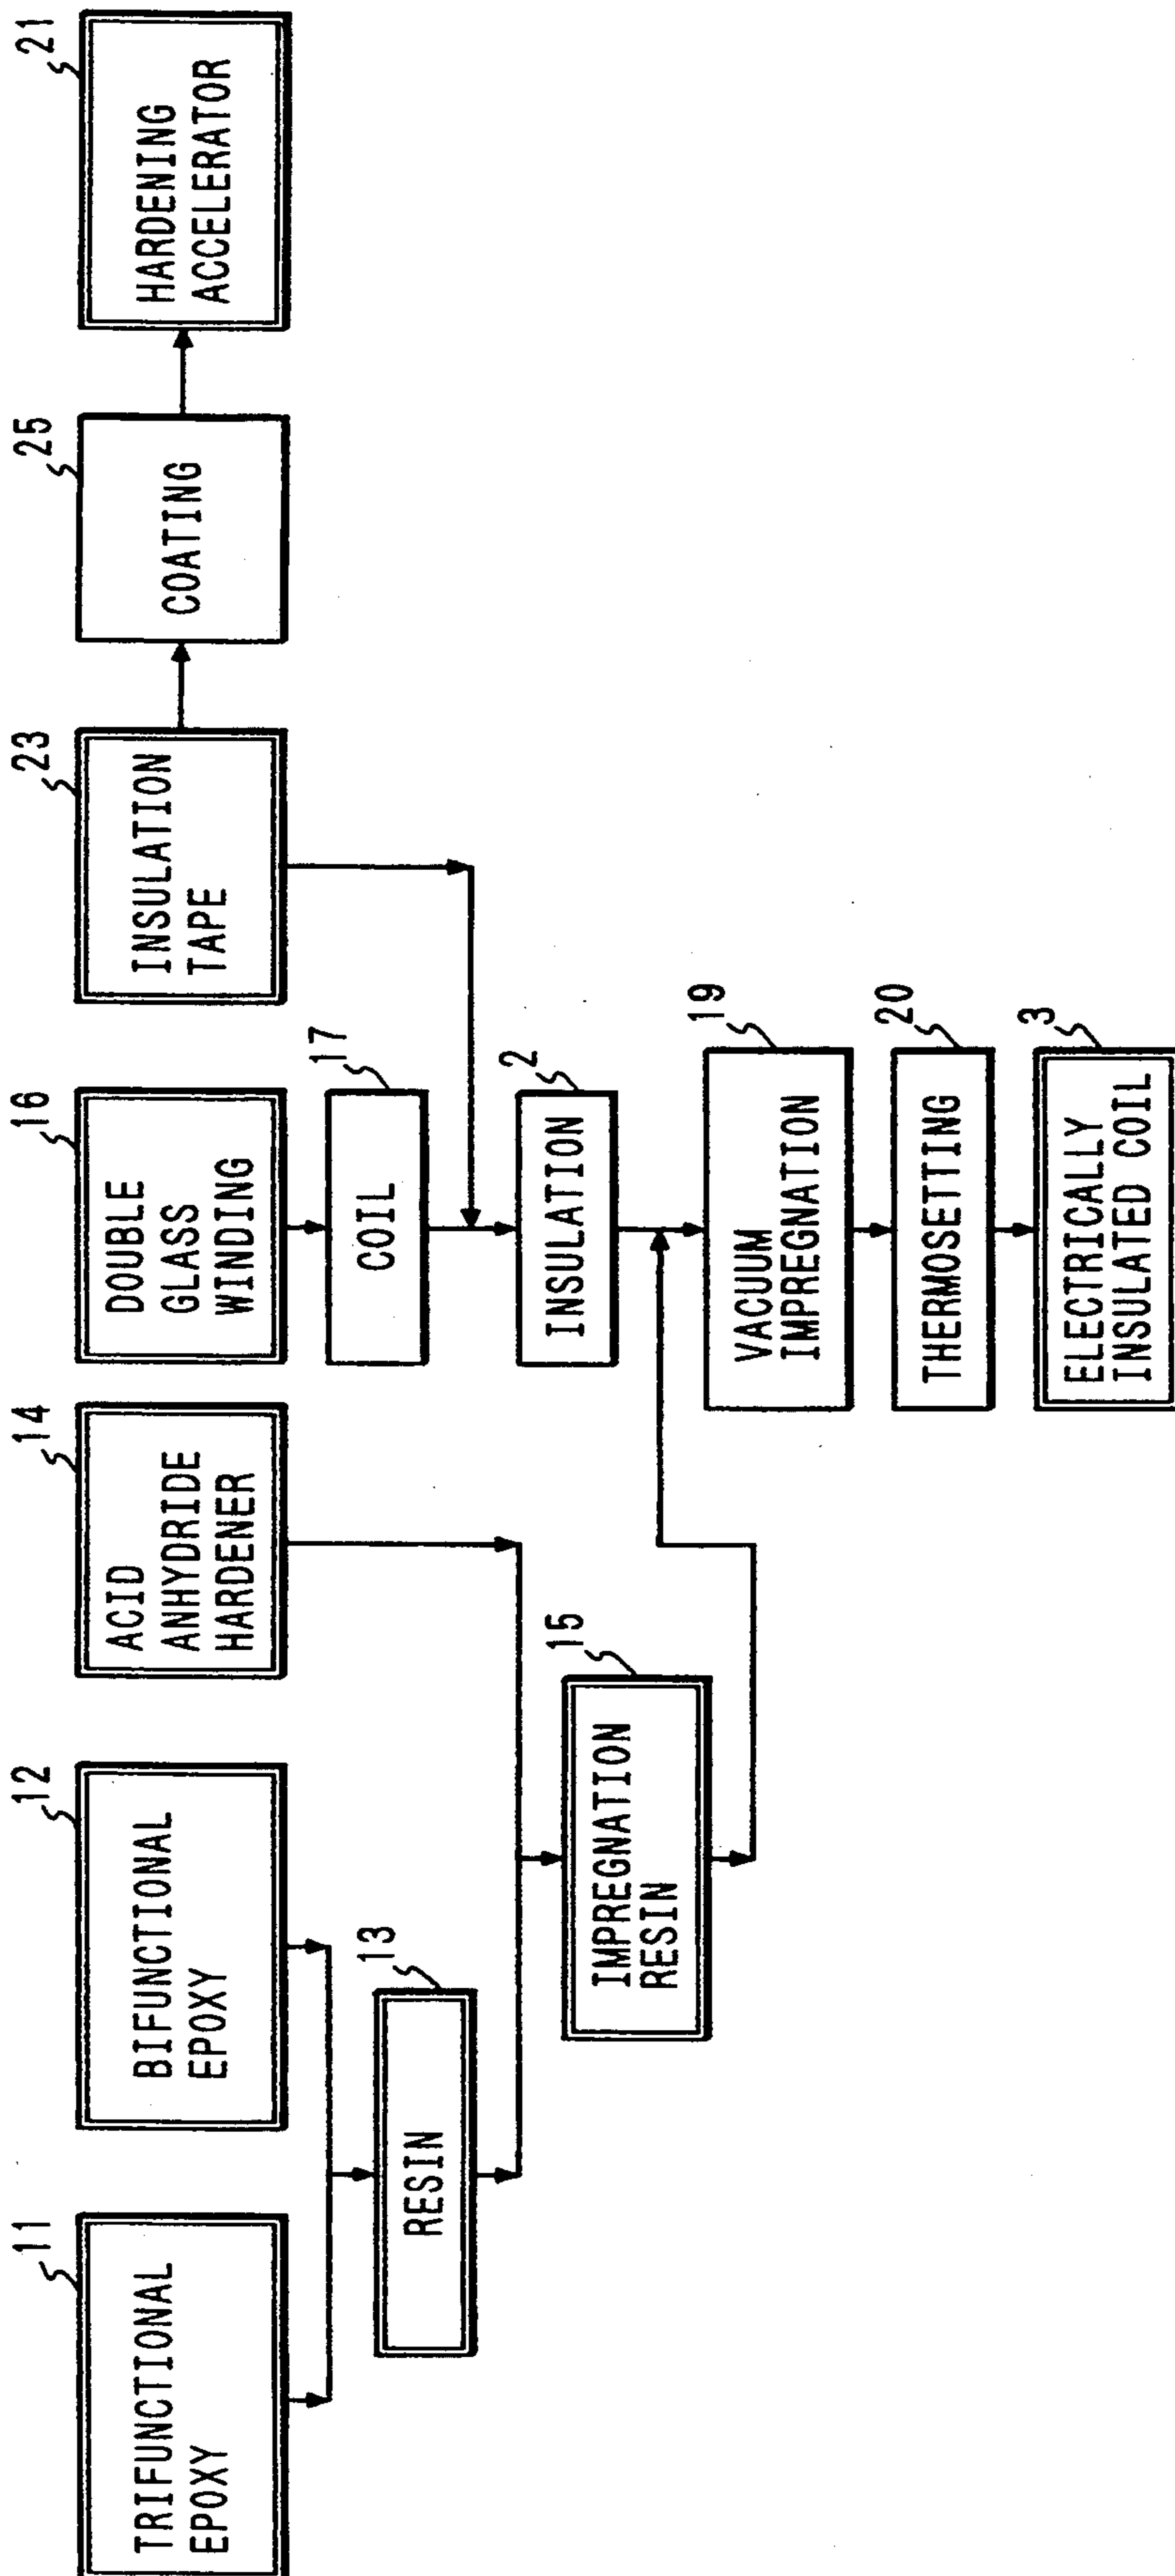 11
TRIFUNCTIONAL
EPOXY
12
BIFUNCTIONAL
EPOXY
14
ACID
ANHYDRIDE
HARDENER
16
DOUBLE
GLASS
WINDING
23
INSULATION
TAPE
25
COATING
21
HARDENING
ACCELERATOR
13
RESIN
17
COIL
15
IMPREGNATION
RESIN
2
INSULATION
19
VACUUM
IMPREGNATION
20
THERMOSETTING
3
ELECTRICALLY
INSULATED COIL